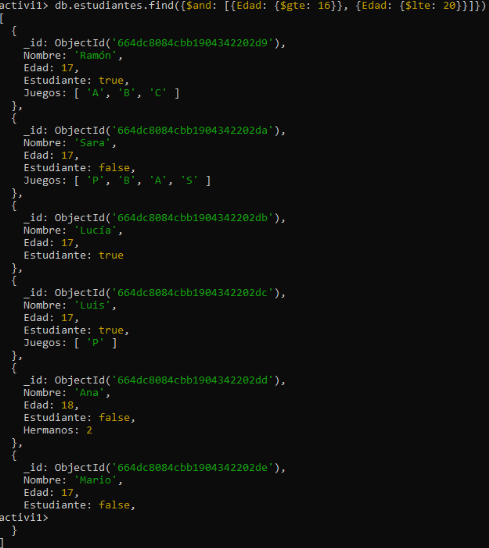 activi1> db.estudiantes.find({$and: [{Edad: {$gte: 16}}, {Edad: {$lte: 20}}]})
[
  {
    _id: ObjectId('664dc8084cbb1904342202d9'),
    Nombre: 'Ramón',
    Edad: 17,
    Estudiante: true,
    Juegos: [ 'A', 'B', 'C' ]
  },
  {
    _id: ObjectId('664dc8084cbb1904342202da'),
    Nombre: 'Sara',
    Edad: 17,
    Estudiante: false,
    Juegos: [ 'P', 'B', 'A', 'S' ]
  },
  {
    _id: ObjectId('664dc8084cbb1904342202db'),
    Nombre: 'Lucía',
    Edad: 17,
    Estudiante: true
  },
  {
    _id: ObjectId('664dc8084cbb1904342202dc'),
    Nombre: 'Luis',
    Edad: 17,
    Estudiante: true,
    Juegos: [ 'P' ]
  },
  {
    _id: ObjectId('664dc8084cbb1904342202dd'),
    Nombre: 'Ana',
    Edad: 18,
    Estudiante: false,
    Hermanos: 2
  },
  {
    _id: ObjectId('664dc8084cbb1904342202de'),
    Nombre: 'Mario',
    Edad: 17,
    Estudiante: false,
activi1>
  }
]